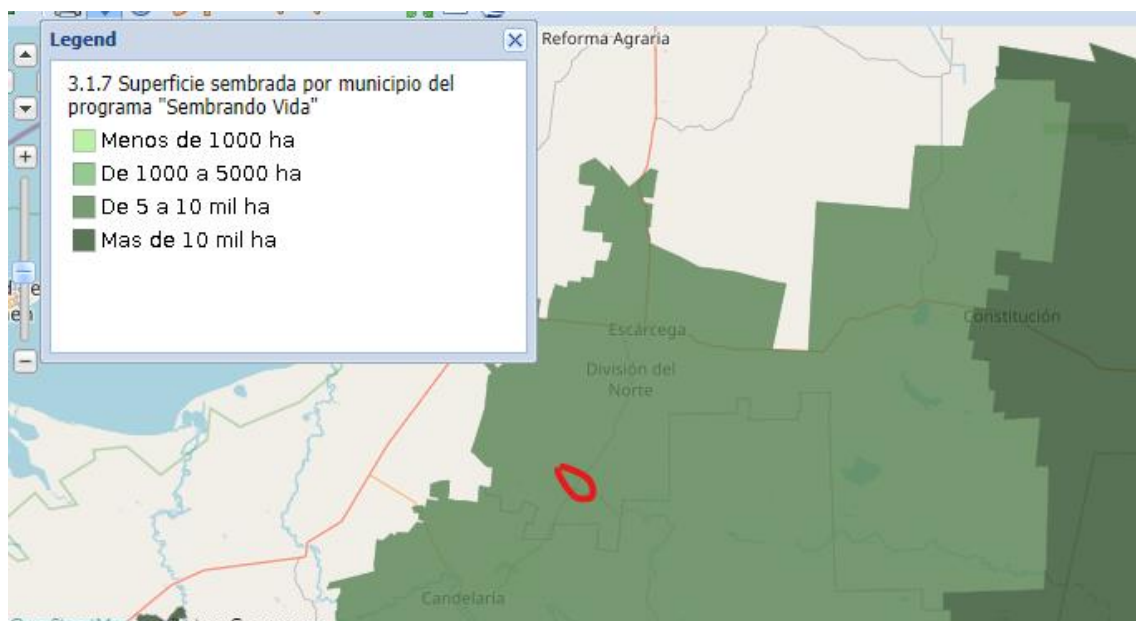 Legend
3.1.7 Superficie sembrada por municipio del
programa "Sembrando Vida"
Menos de 1000 ha
De 1000 a 5000 ha
De 5 a 10 mil ha
Mas de 10 mil ha
Reforma Agraria
Constitución
Escárcega
División del
Norte
Candelaria